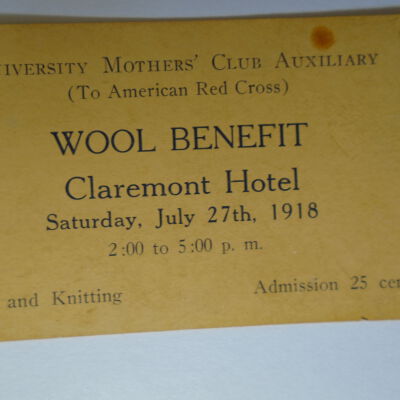 IVERSITY MOTHERS' CLUB AUXILIARY
(To American Red Cross)
WOOL BENEFIT
Claremont Hotel
Saturday, July 27th, 1918
2:00 to 5:00 p. m.
and Knitting Admission 25 cen